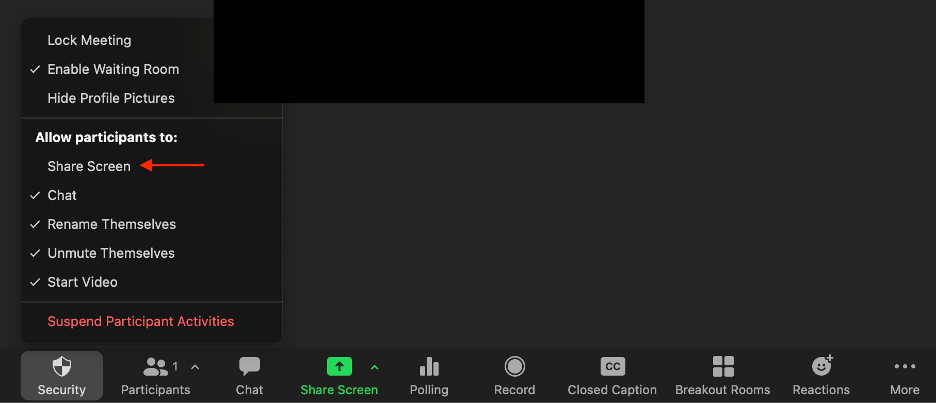 Lock Meeting
Enable Waiting Room
Hide Profile Pictures
Allow participants to:
Share Screen
Chat
Rename Themselves
Unmute Themselves
Start Video
Suspend Participant Activities
1
CC
Security Participants Chat Share Screen Polling Record Closed Caption Breakout Rooms Reactions More